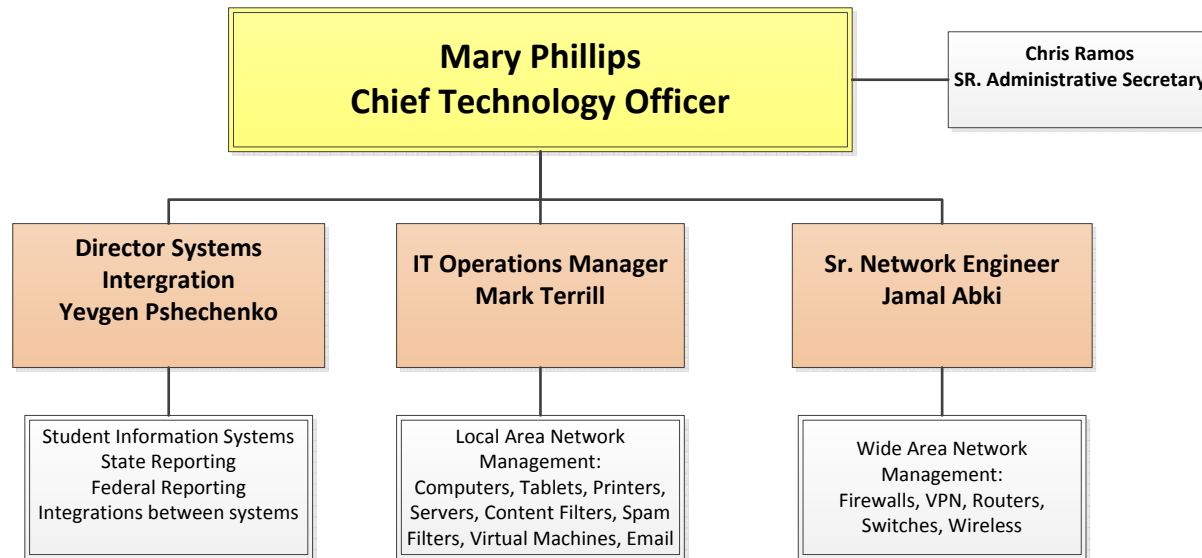 Mary Phillips
Chief Technology Officer
Chris Ramos
SR. Administrative Secretary
Director Systems
Intergration
Yevgen Pshechenko
IT Operations Manager
Mark Terrill
Sr. Network Engineer
Jamal Abki
Student Information Systems
State Reporting
Federal Reporting
Integrations between systems
Local Area Network
Management:
Computers, Tablets, Printers,
Servers, Content Filters, Spam
Filters, Virtual Machines, Email
Wide Area Network
Management:
Firewalls, VPN, Routers,
Switches, Wireless